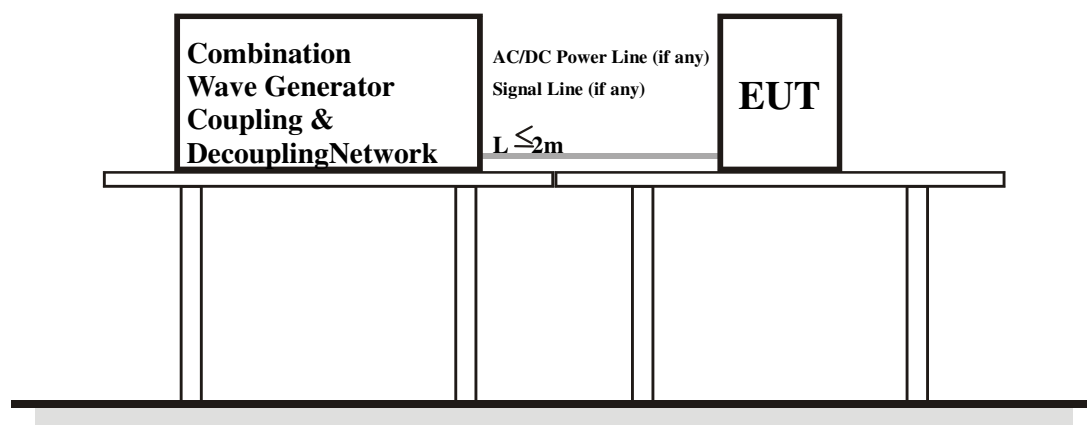 Combination
Wave Generator
Coupling &
DecouplingNetwork
AC/DC Power Line (if any)
Signal Line (if any)
L ≤2m
EUT